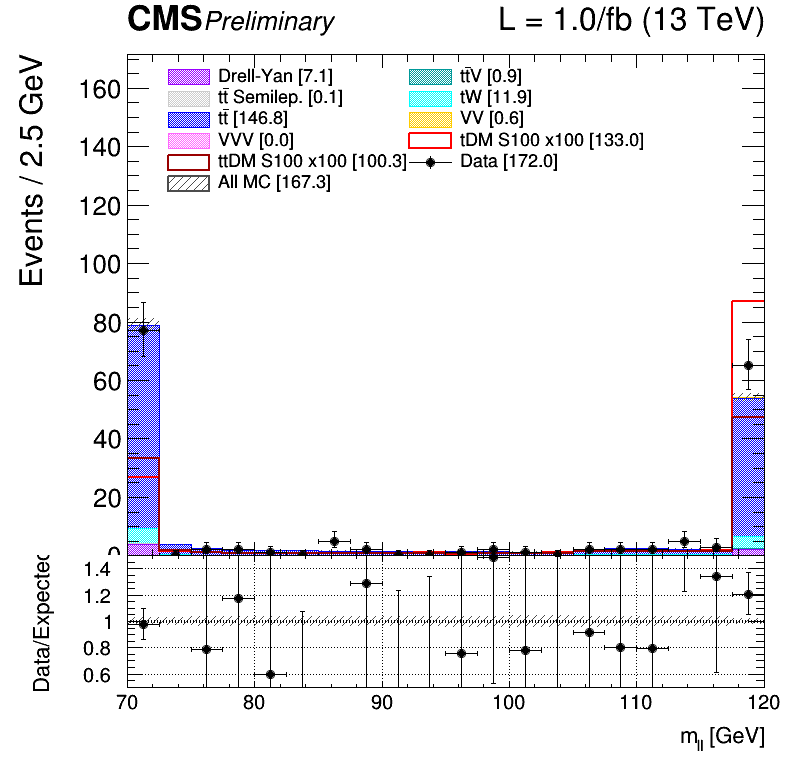 CMS Preliminary L = 1.0/fb (13 TeV)
Events / 2.5 GeV
Drell-Yan [7.1]
tt̄ Semilep. [0.1]
tt̄ [146.8]
VVV [0.0]
ttDM S100 x100 [100.3]
All MC [167.3]
tt̄V [0.9]
tW [11.9]
VV [0.6]
tDM S100 x100 [133.0]
Data [172.0]
160
140
120
100
80
60
40
20
0
Data/Expected
1.4
1.2
1
0.8
0.6
70 80 90 100 110 120
m_ll [GeV]